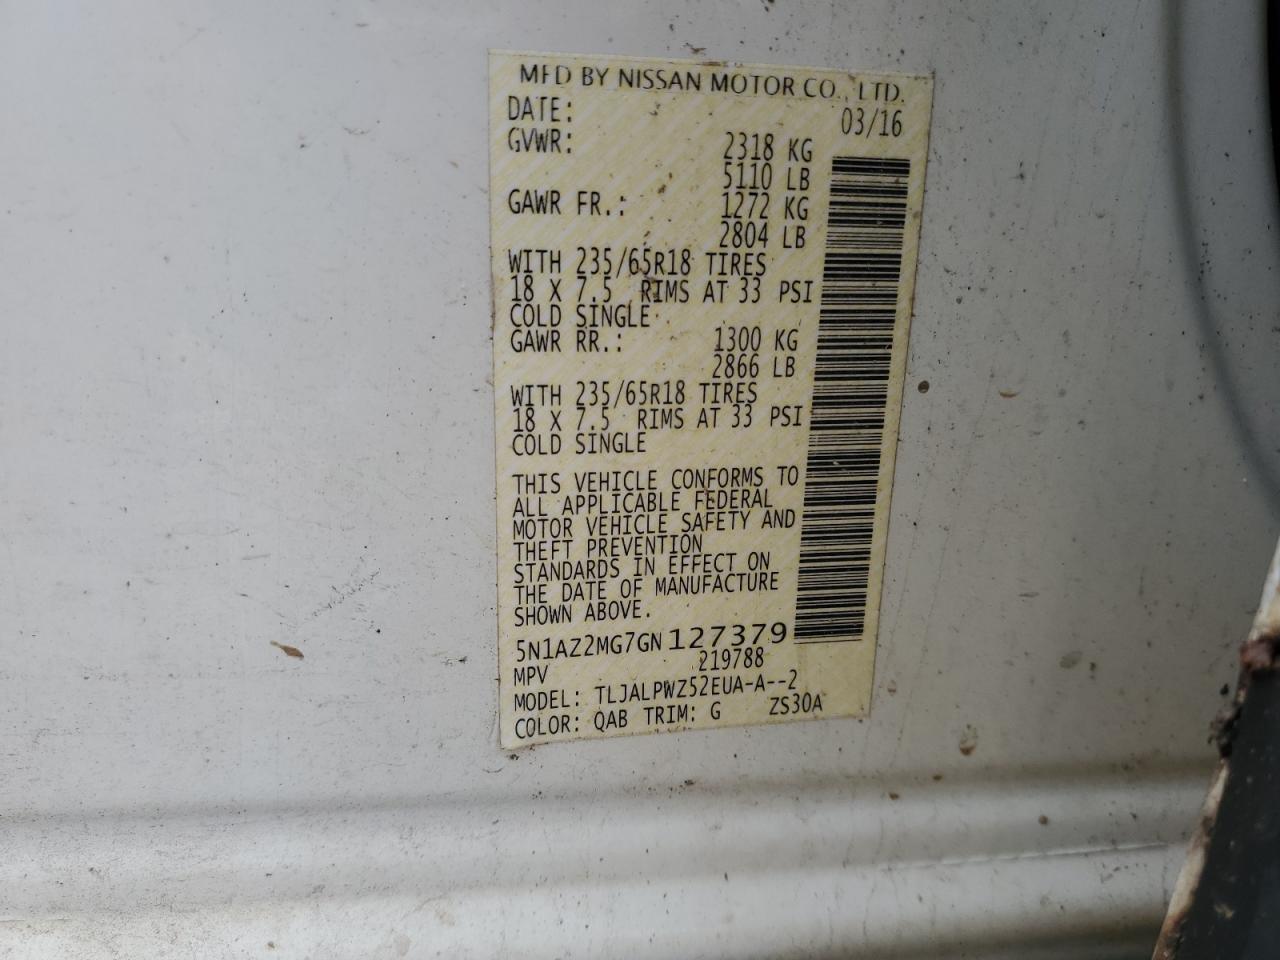 MFD BY NISSAN MOTOR CO., LTD.
DATE: 03/16
GVWR: 2318 KG
5110 LB
GAWR FR.: 1272 KG
2804 LB
WITH 235/65R18 TIRES
18 X 7.5 RIMS AT 33 PSI
COLD SINGLE
GAWR RR.: 1300 KG
2866 LB
WITH 235/65R18 TIRES
18 X 7.5 RIMS AT 33 PSI
COLD SINGLE
THIS VEHICLE CONFORMS TO
ALL APPLICABLE FEDERAL
MOTOR VEHICLE SAFETY AND
THEFT PREVENTION
STANDARDS IN EFFECT ON
THE DATE OF MANUFACTURE
SHOWN ABOVE.
5N1AZ2MG7GN127379
MPV 219788
MODEL: TLJALPWZ52EUA-A--2
COLOR: QAB TRIM: G ZS30A